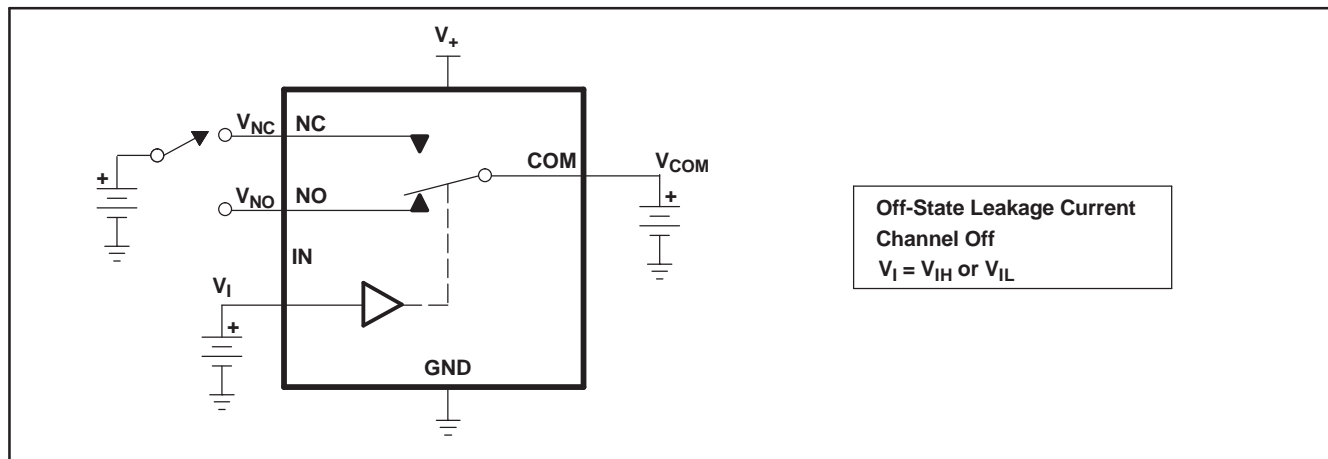 V+
VNC NC
+
COM VCOM
VNO NO
+
IN
VI
+
GND
Off-State Leakage Current
Channel Off
VI = VIH or VIL